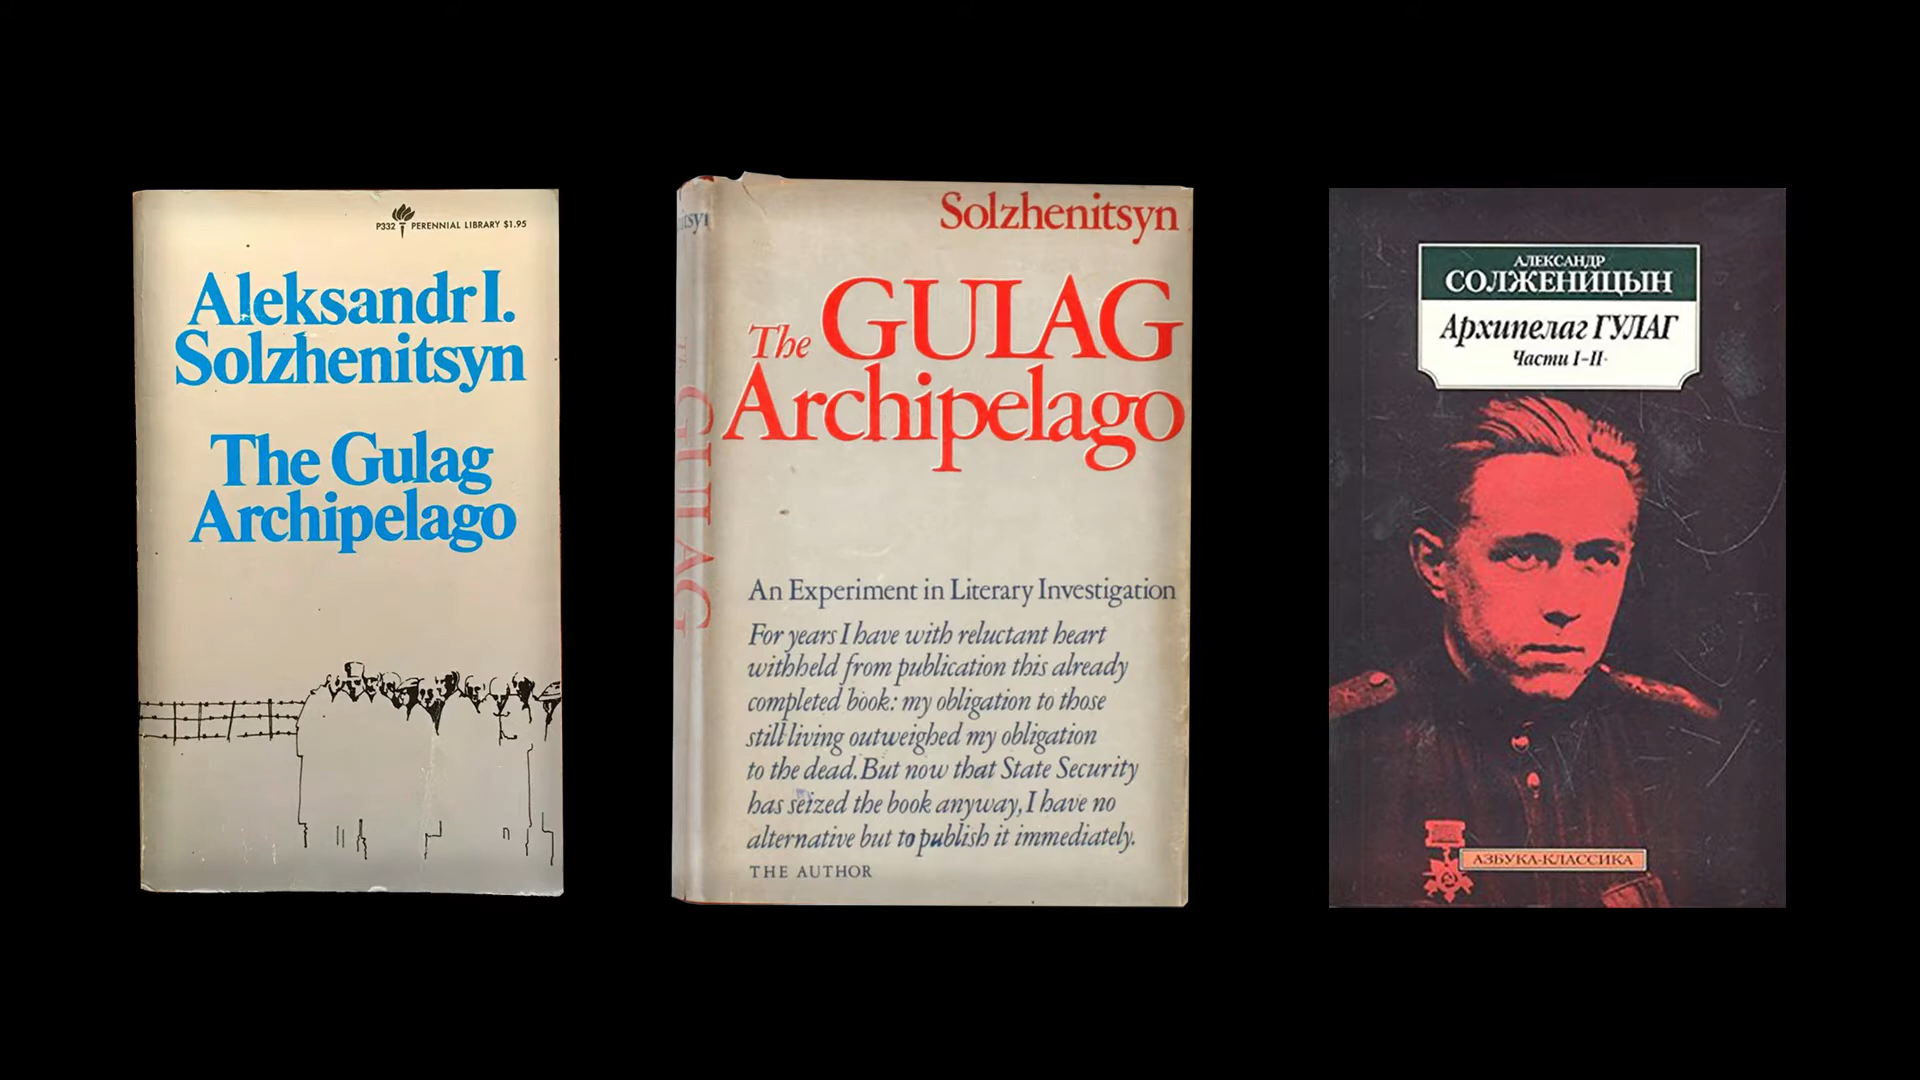 P332 PERENNIAL LIBRARY $1.95
Aleksandr I.
Solzhenitsyn
The Gulag
Archipelago
Solzhenitsyn
The GULAG
Archipelago
An Experiment in Literary Investigation
For years I have with reluctant heart
withheld from publication this already
completed book: my obligation to those
still living outweighed my obligation
to the dead. But now that State Security
has seized the book anyway, I have no
alternative but to publish it immediately.
THE AUTHOR
GULAG
АЛЕКСАНДР
СОЛЖЕНИЦЫН
Архипелаг ГУЛАГ
Части I-II
АЗБУКА-КЛАССИКА